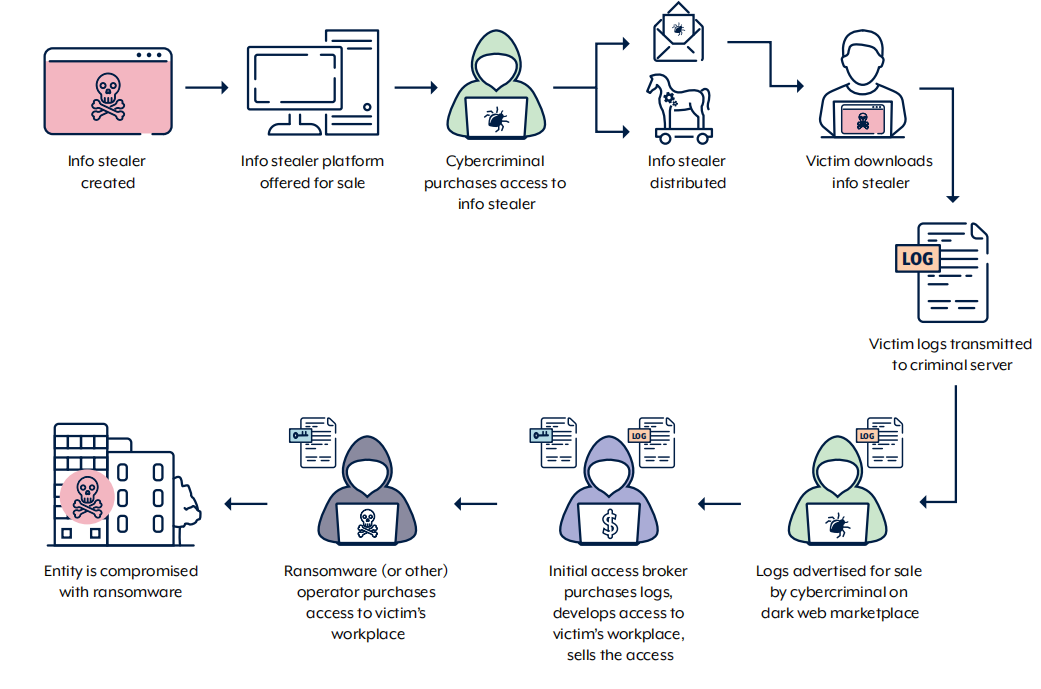 Info stealer
created
Info stealer platform
offered for sale
Cybercriminal
purchases access to
info stealer
Info stealer
distributed
Victim downloads
info stealer
LOG
Victim logs transmitted
to criminal server
LOG
Logs advertised for sale
by cybercriminal on
dark web marketplace
LOG
$
Initial access broker
purchases logs,
develops access to
victim's workplace,
sells the access
Ransomware (or other)
operator purchases
access to victim's
workplace
Entity is compromised
with ransomware